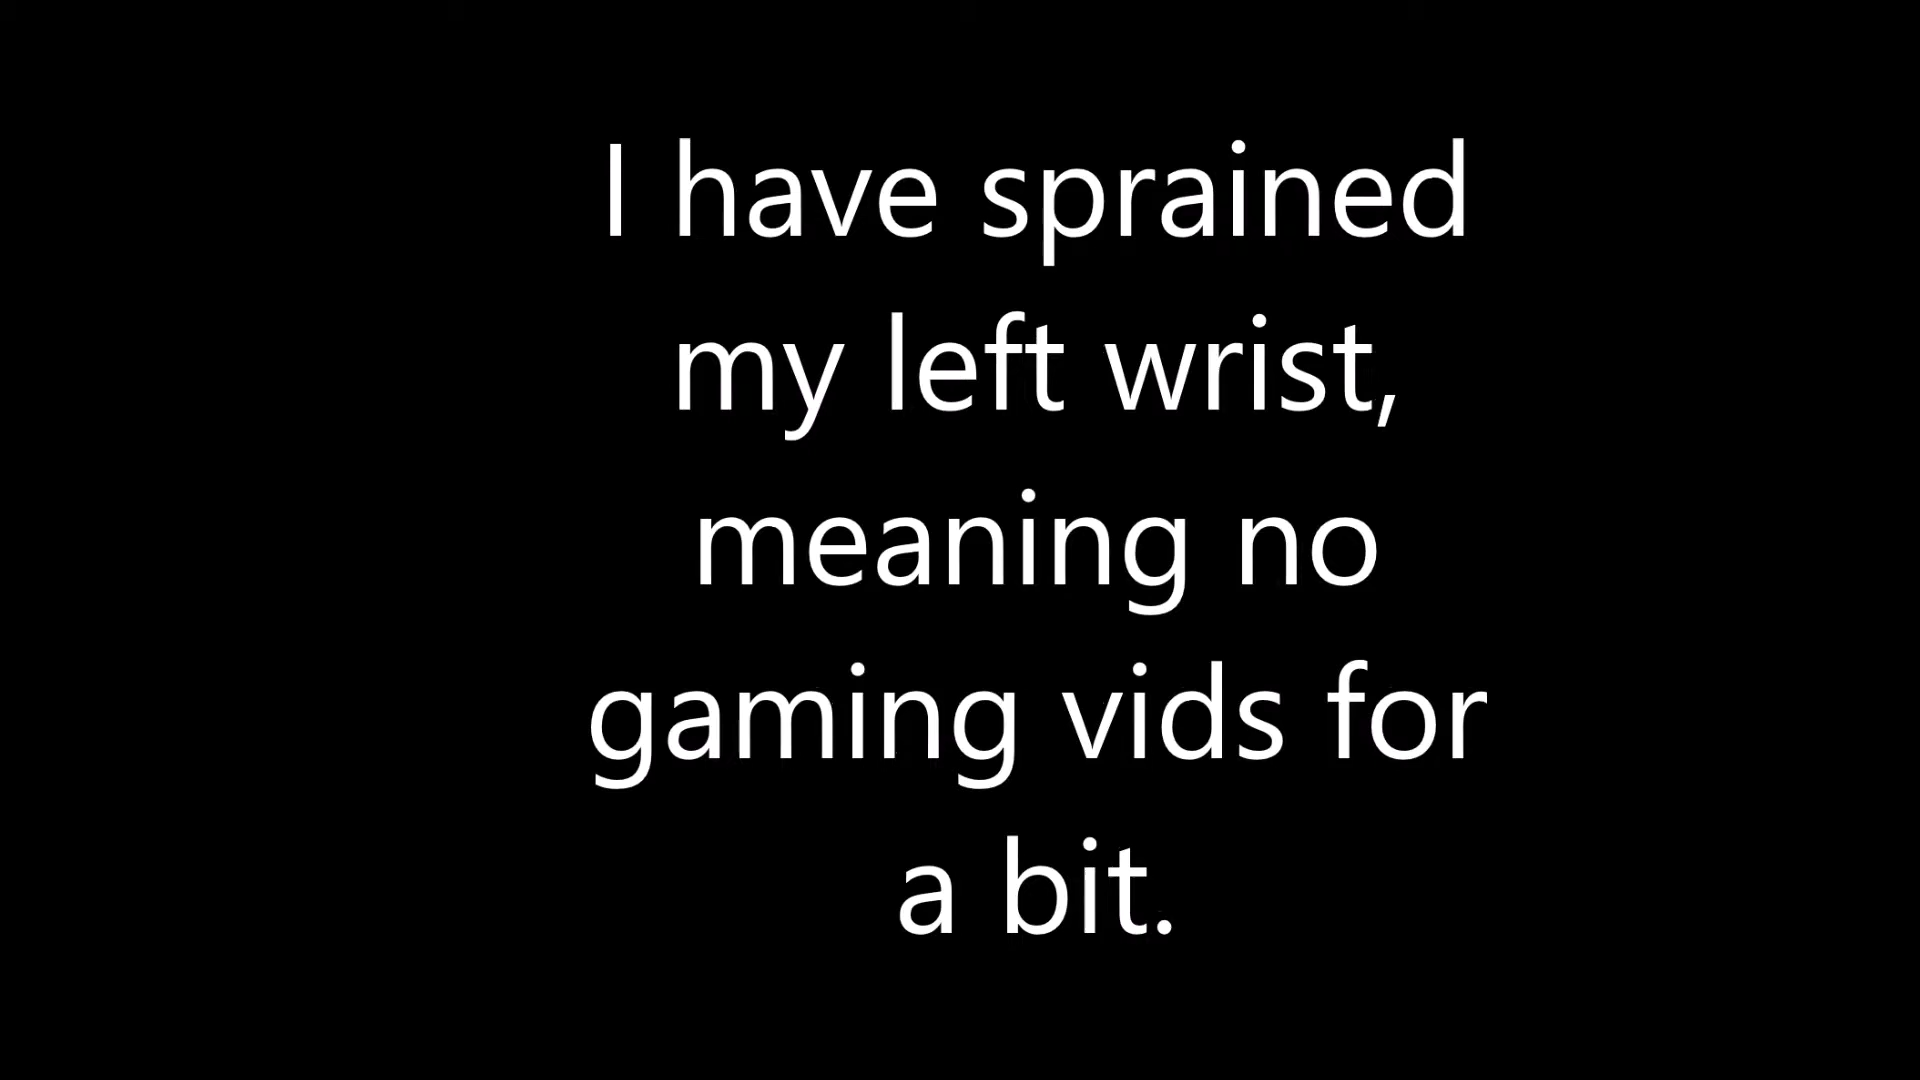 I have sprained
my left wrist,
meaning no
gaming vids for
a bit.